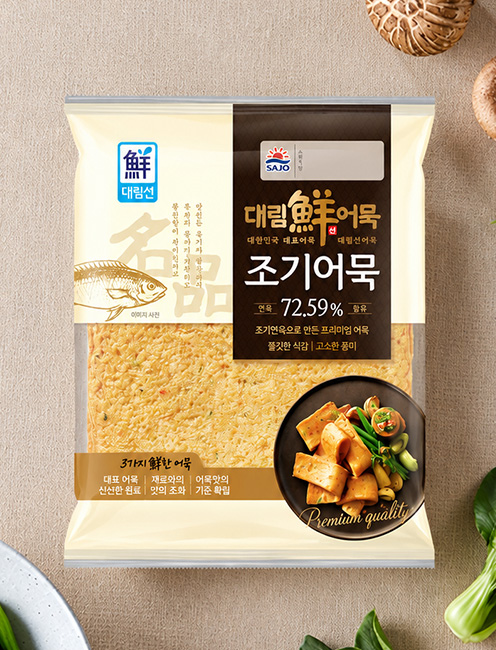 鮮
대림선
SAJO
대림鮮어묵
선
대한민국 대표어묵 대림선어묵
조기어묵
연육 72.59% 함유
조기연육으로 만든 프리미엄 어묵
쫄깃한 식감 | 고소한 풍미
名品
이미지 사진
3가지 鮮한 어묵
대표 어묵 | 재료와의 | 어묵맛의
신선한 원료 | 맛의 조화 | 기준 확립
Premium quality